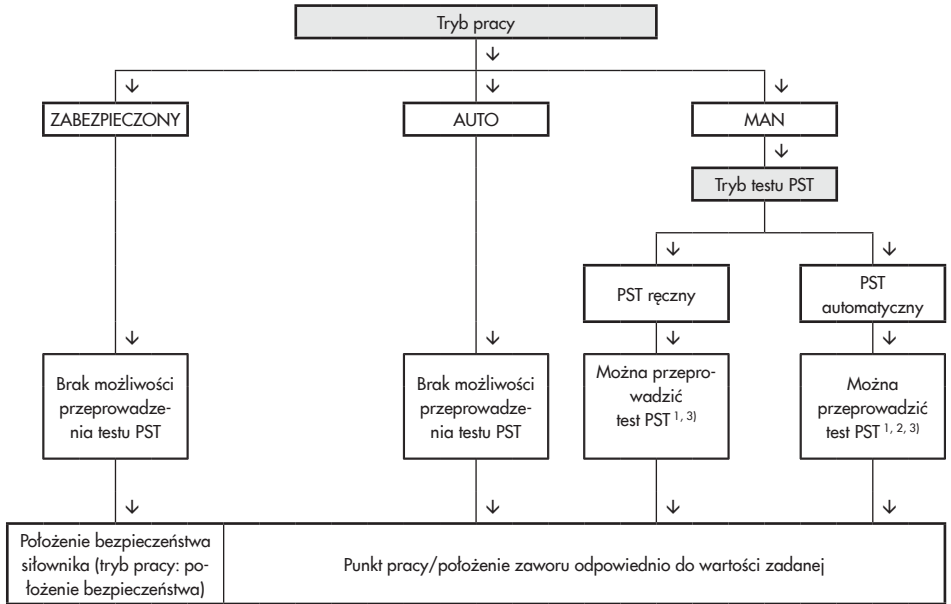 Tryb pracy
ZABEZPIECZONY
AUTO
MAN
Tryb testu PST
PST ręczny
PST
automatyczny
Brak możliwości
przeprowadze-
nia testu PST
Brak możliwości
przeprowadze-
nia testu PST
Można przepro-
wadzić
test PST 1, 3)
Można
przeprowadzić
test PST 1, 2, 3)
Położenie bezpieczeństwa
siłownika (tryb pracy: po-
łożenie bezpieczeństwa)
Punkt pracy/położenie zaworu odpowiednio do wartości zadanej